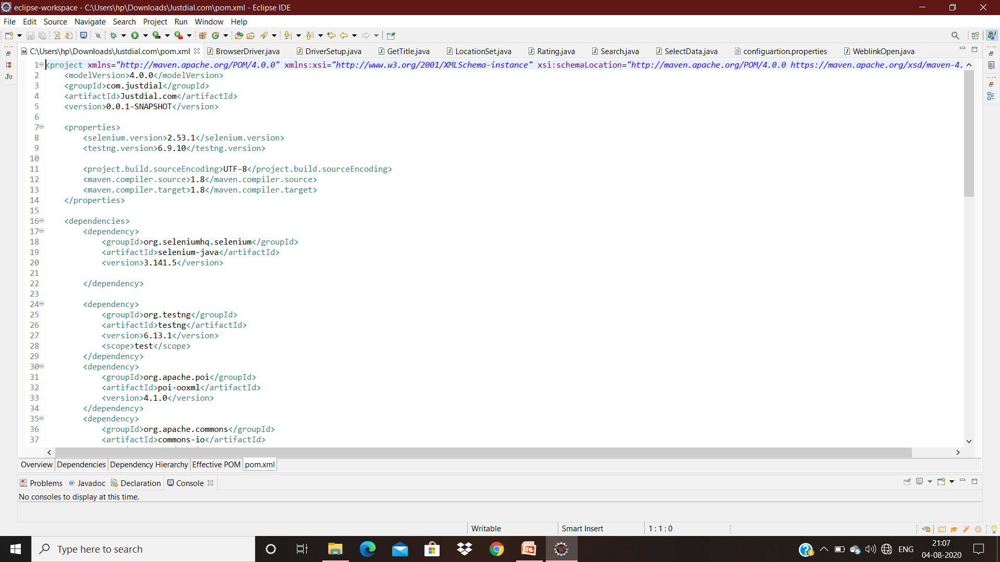 eclipse-workspace - C:\Users\hp\Downloads\Justdial.com\pom.xml - Eclipse IDE
File Edit Source Navigate Search Project Run Window Help
C:\Users\hp\Downloads\Justdial.com\pom.xml BrowserDriver.java DriverSetup.java GetTitle.java LocationSet.java Rating.java Search.java SelectData.java configuartion.properties WeblinkOpen.java
1 <project xmlns="http://maven.apache.org/POM/4.0.0" xmlns:xsi="http://www.w3.org/2001/XMLSchema-instance" xsi:schemaLocation="http://maven.apache.org/POM/4.0.0 https://maven.apache.org/xsd/maven-4.
2 <modelVersion>4.0.0</modelVersion>
3 <groupId>com.justdial</groupId>
4 <artifactId>Justdial.com</artifactId>
5 <version>0.0.1-SNAPSHOT</version>
6
7 <properties>
8 <selenium.version>2.53.1</selenium.version>
9 <testng.version>6.9.10</testng.version>
10
11 <project.build.sourceEncoding>UTF-8</project.build.sourceEncoding>
12 <maven.compiler.source>1.8</maven.compiler.source>
13 <maven.compiler.target>1.8</maven.compiler.target>
14 </properties>
15
16 <dependencies>
17 <dependency>
18 <groupId>org.seleniumhq.selenium</groupId>
19 <artifactId>selenium-java</artifactId>
20 <version>3.141.5</version>
21
22 </dependency>
23
24 <dependency>
25 <groupId>org.testng</groupId>
26 <artifactId>testng</artifactId>
27 <version>6.13.1</version>
28 <scope>test</scope>
29 </dependency>
30 <dependency>
31 <groupId>org.apache.poi</groupId>
32 <artifactId>poi-ooxml</artifactId>
33 <version>4.1.0</version>
34 </dependency>
35 <dependency>
36 <groupId>org.apache.commons</groupId>
37 <artifactId>commons-io</artifactId>
Overview Dependencies Dependency Hierarchy Effective POM pom.xml
Problems @ Javadoc Declaration Console
No consoles to display at this time.
Writable Smart Insert 1 : 1 : 0
Type here to search
ENG
21:07
04-08-2020